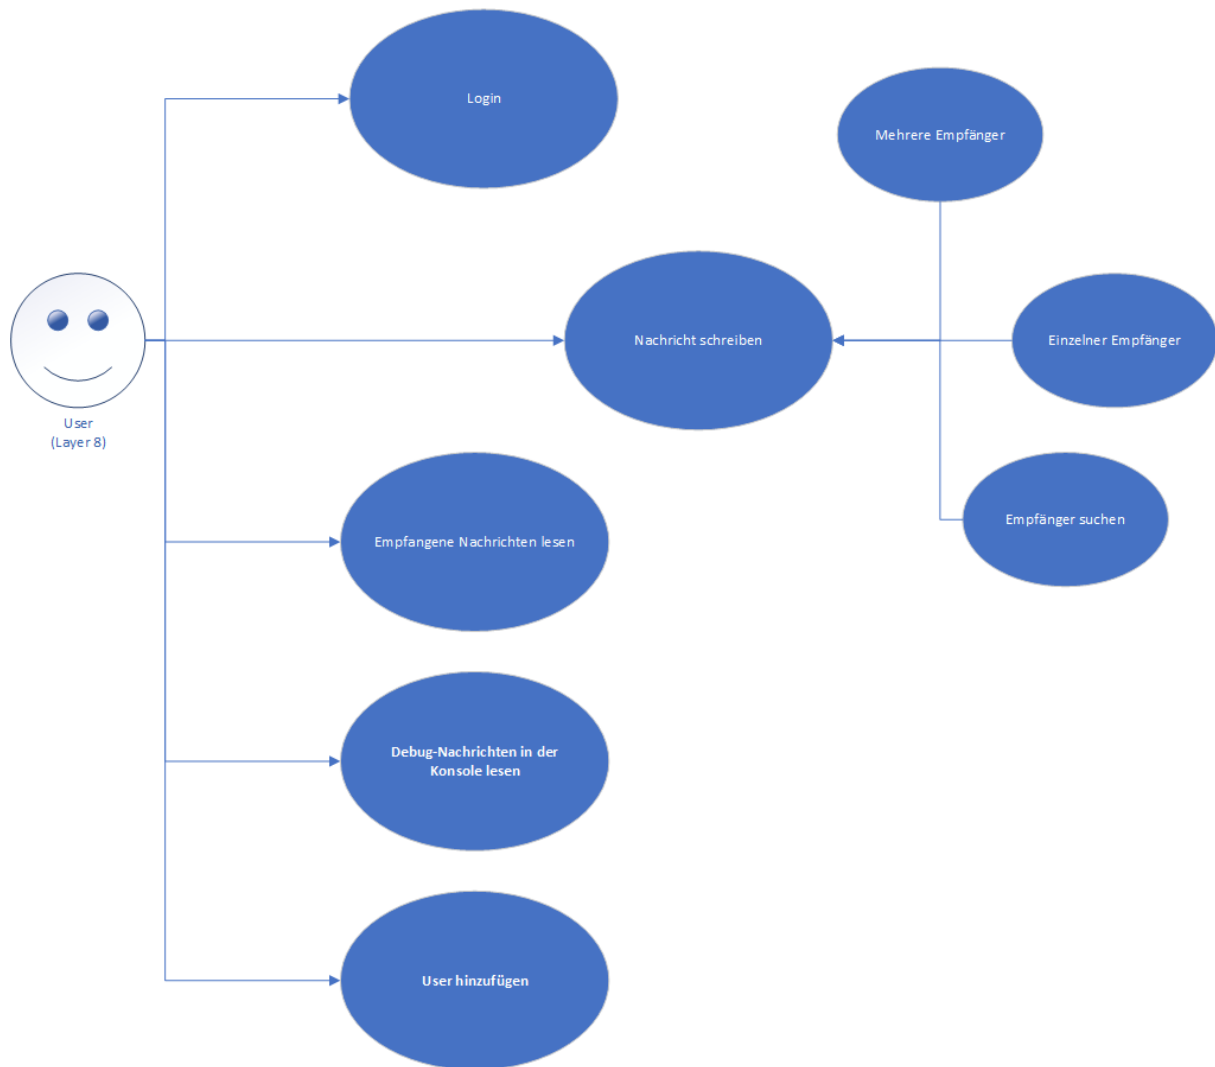 Login
Mehrere Empfänger
Nachricht schreiben
Einzelner Empfänger
User
(Layer 8)
Empfänger suchen
Empfangene Nachrichten lesen
Debug-Nachrichten in der
Konsole lesen
User hinzufügen